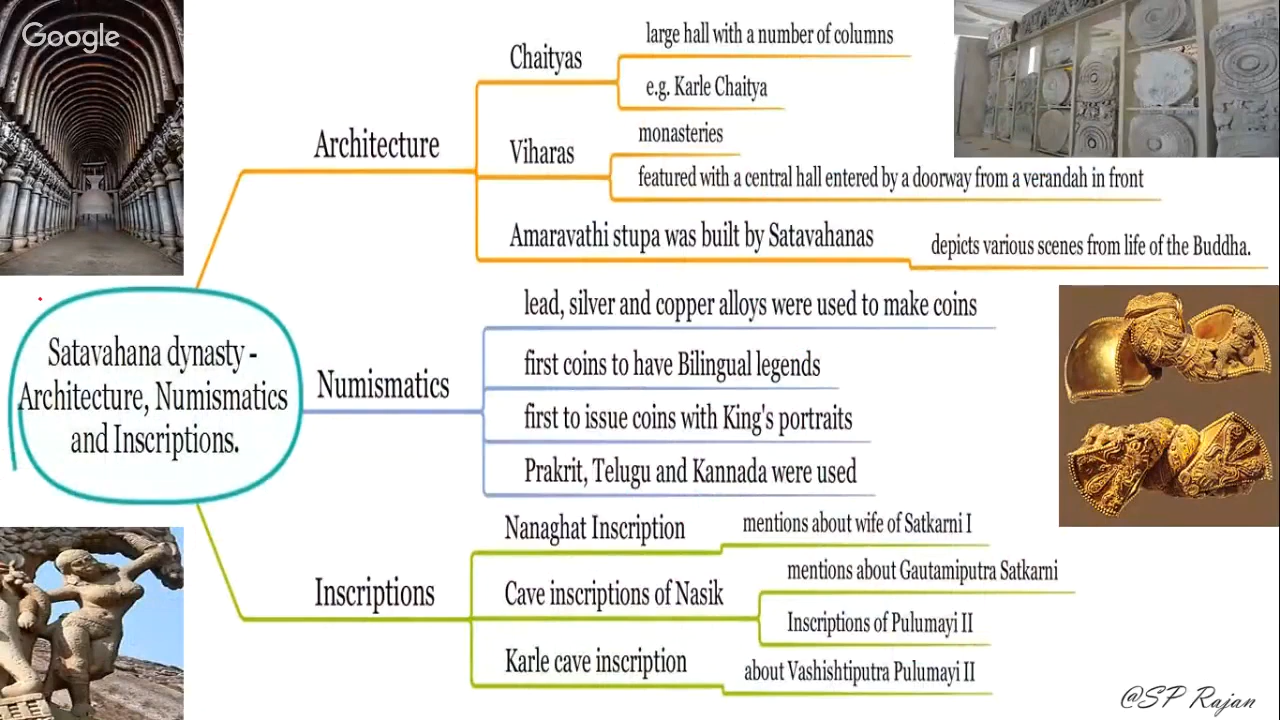 Google
Satavahana dynasty -
Architecture, Numismatics
and Inscriptions.
Architecture
Chaityas
large hall with a number of columns
e.g. Karle Chaitya
Viharas
monasteries
featured with a central hall entered by a doorway from a verandah in front
Amaravathi stupa was built by Satavahanas
depicts various scenes from life of the Buddha.
Numismatics
lead, silver and copper alloys were used to make coins
first coins to have Bilingual legends
first to issue coins with King's portraits
Prakrit, Telugu and Kannada were used
Inscriptions
Nanaghat Inscription
mentions about wife of Satkarni I
Cave inscriptions of Nasik
mentions about Gautamiputra Satkarni
Inscriptions of Pulumayi II
Karle cave inscription
about Vashishtiputra Pulumayi II
@SP Rajan